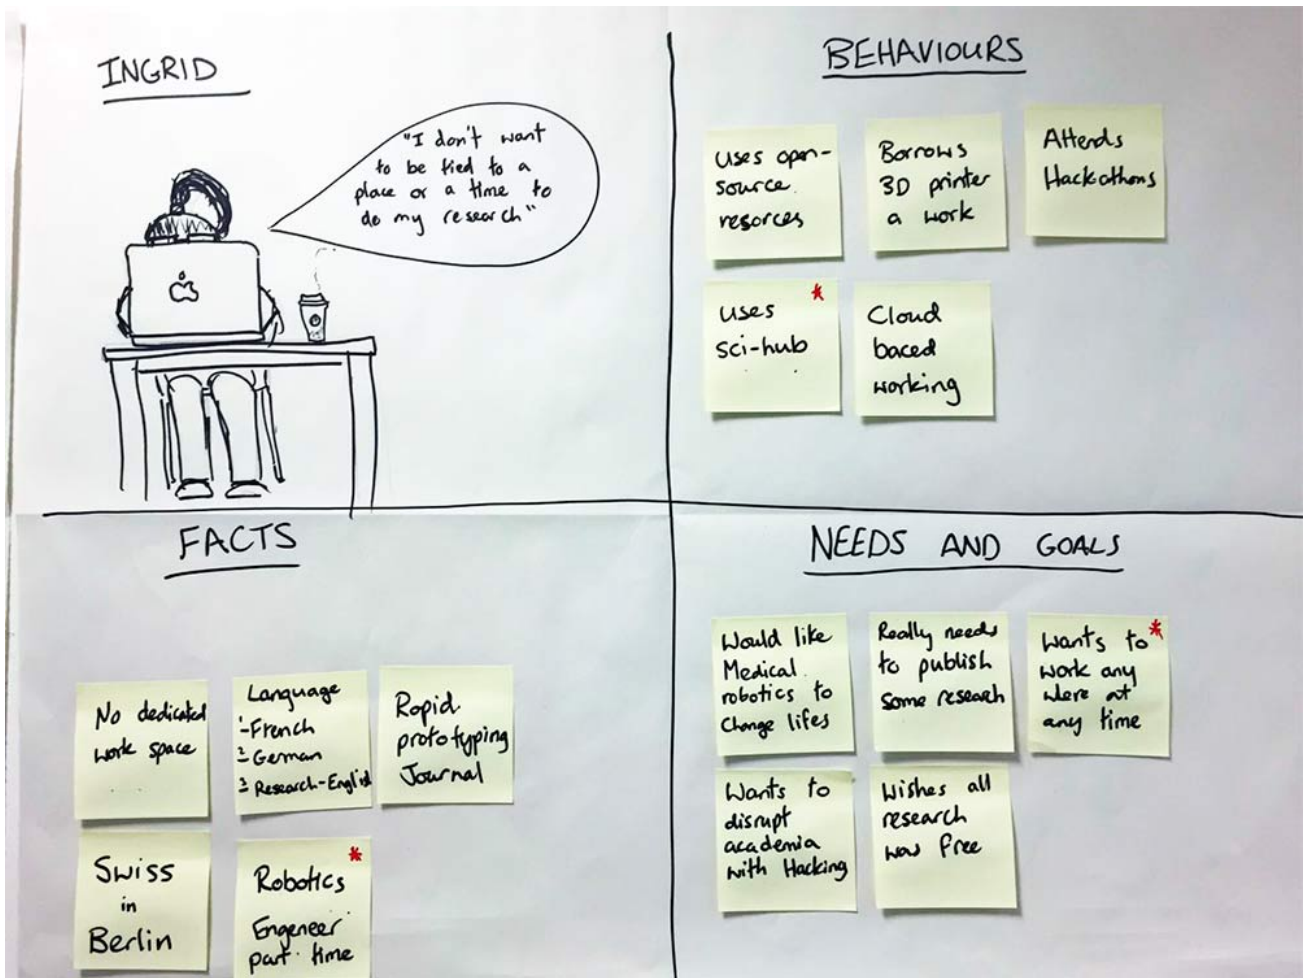 INGRID
"I don't want
to be tied to a
place or a time to
do my research"
BEHAVIOURS
Uses open-
source
resorces
Borrows
3D printer
a work
Attends
Hackathons
uses *
sci-hub
Cloud
baced
working
FACTS
No dedicated
work space
Language
1-French
2-German
3 Research-English
Rapid
prototyping
Journal
Swiss
in
Berlin
*
Robotics
Engeneer
part time
NEEDS AND GOALS
Would like
Medical
robotics to
Change lifes
Really needs
to publish
some research
Wants to *
work any
where at
any time
Wants to
disrupt
academia
with Hacking
Wishes all
research
was free